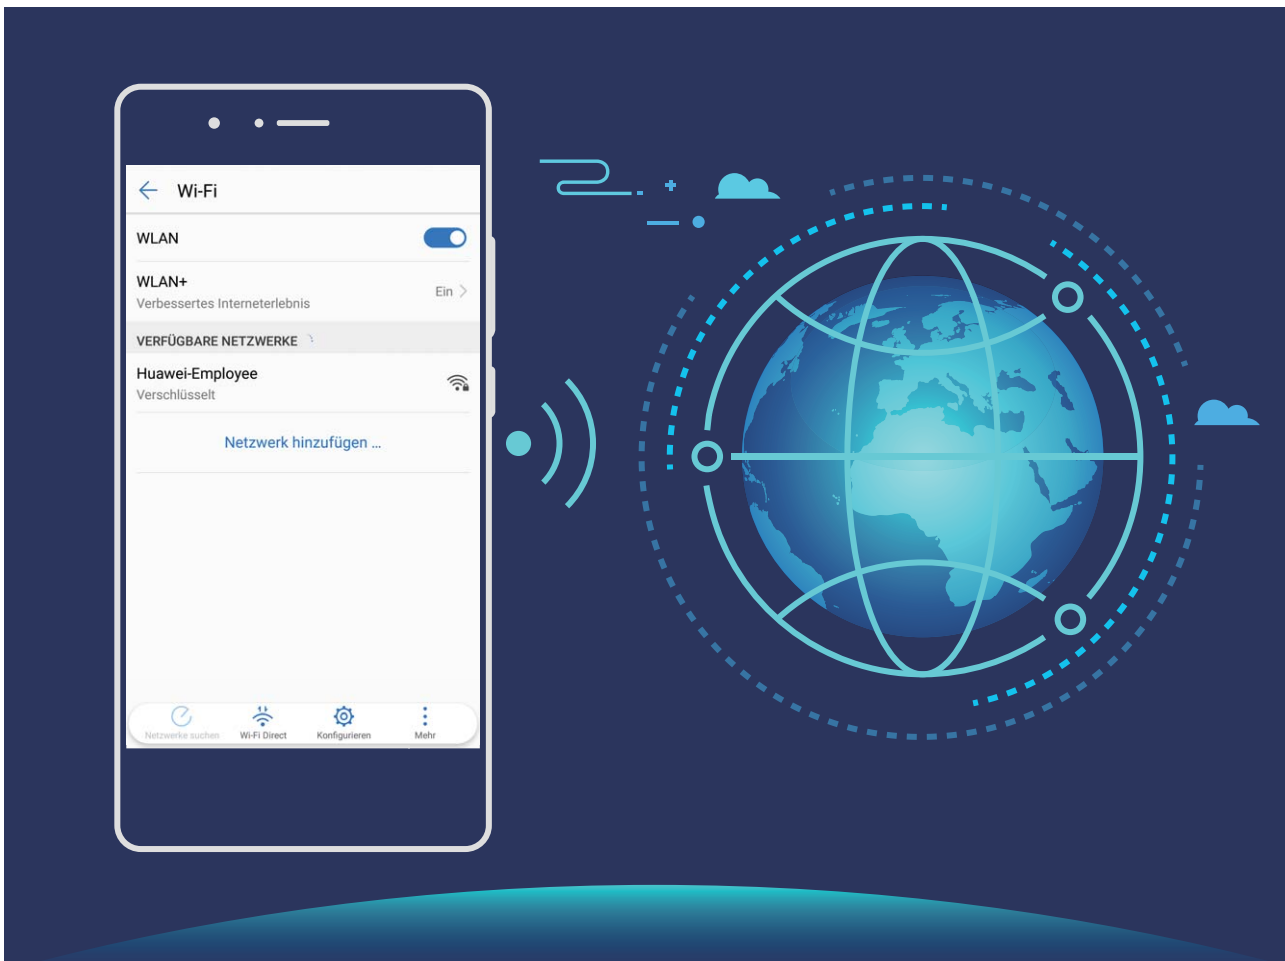 Wi-Fi
WLAN
WLAN+
Verbessertes Interneterlebnis
Ein
VERFÜGBARE NETZWERKE
Huawei-Employee
Verschlüsselt
Netzwerk hinzufügen ...
Netzwerke suchen
Wi-Fi Direct
Konfigurieren
Mehr